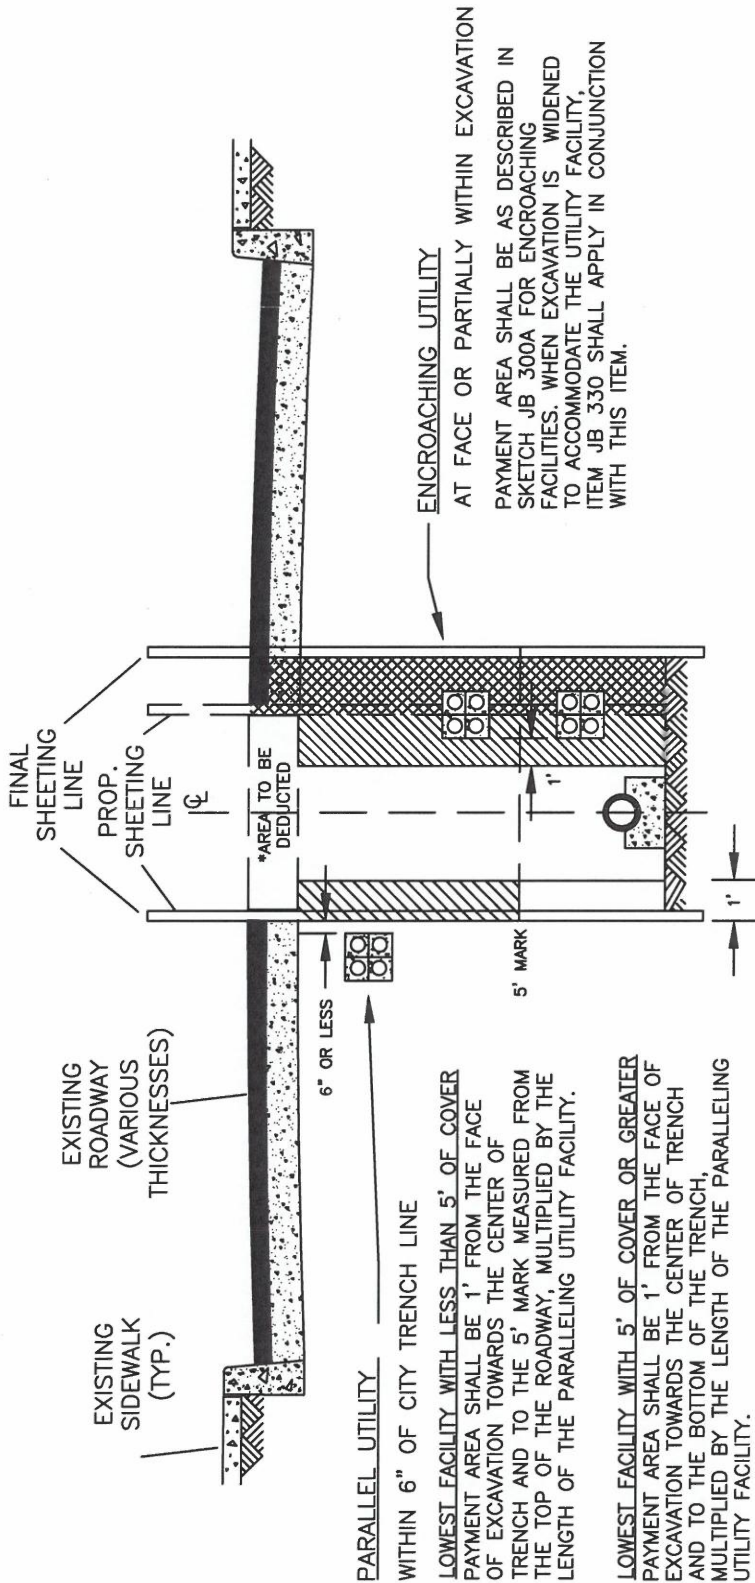 FINAL
SHEETING
LINE
PROP.
SHEETING
LINE
℄
EXISTING
ROADWAY
(VARIOUS
THICKNESSES)
EXISTING
SIDEWALK
(TYP.)
*AREA TO BE
DEDUCTED
6" OR LESS
5' MARK
1'
1'
PARALLEL UTILITY
WITHIN 6" OF CITY TRENCH LINE
LOWEST FACILITY WITH LESS THAN 5' OF COVER
PAYMENT AREA SHALL BE 1' FROM THE FACE
OF EXCAVATION TOWARDS THE CENTER OF
TRENCH AND TO THE 5' MARK MEASURED FROM
THE TOP OF THE ROADWAY, MULTIPLIED BY THE
LENGTH OF THE PARALLELING UTILITY FACILITY.
LOWEST FACILITY WITH 5' OF COVER OR GREATER
PAYMENT AREA SHALL BE 1' FROM THE FACE OF
EXCAVATION TOWARDS THE CENTER OF TRENCH
AND TO THE BOTTOM OF THE TRENCH,
MULTIPLIED BY THE LENGTH OF THE PARALLELING
UTILITY FACILITY.
ENCROACHING UTILITY
AT FACE OR PARTIALLY WITHIN EXCAVATION
PAYMENT AREA SHALL BE AS DESCRIBED IN
SKETCH JB 300A FOR ENCROACHING
FACILITIES. WHEN EXCAVATION IS WIDENED
TO ACCOMMODATE THE UTILITY FACILITY,
ITEM JB 330 SHALL APPLY IN CONJUNCTION
WITH THIS ITEM.